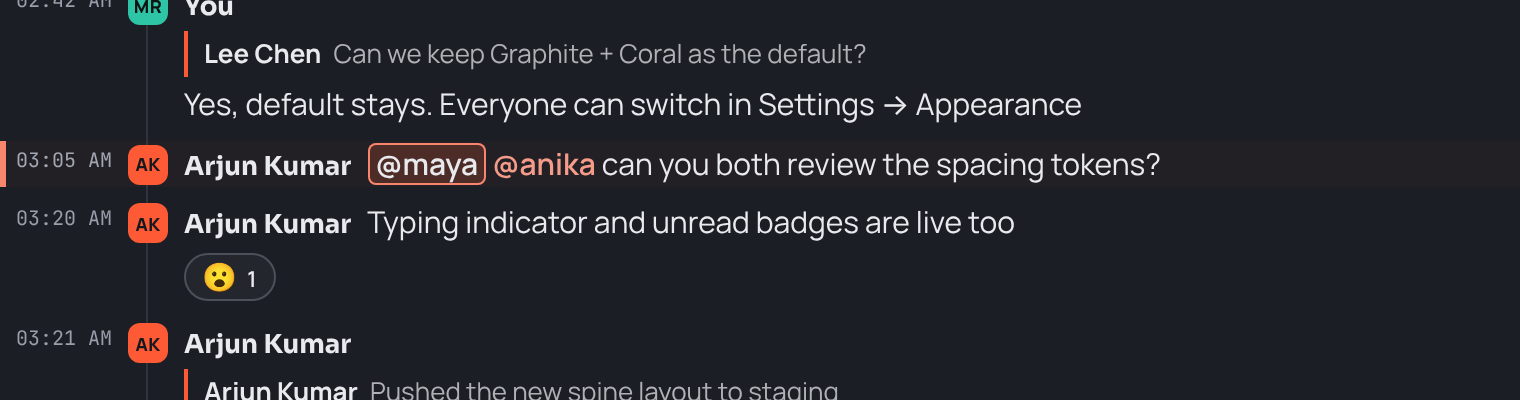 02:42 AM MR You
Lee Chen Can we keep Graphite + Coral as the default?
Yes, default stays. Everyone can switch in Settings → Appearance
03:05 AM AK Arjun Kumar @maya @anika can you both review the spacing tokens?
03:20 AM AK Arjun Kumar Typing indicator and unread badges are live too
😮 1
03:21 AM AK Arjun Kumar
Arjun Kumar Pushed the new spine layout to staging